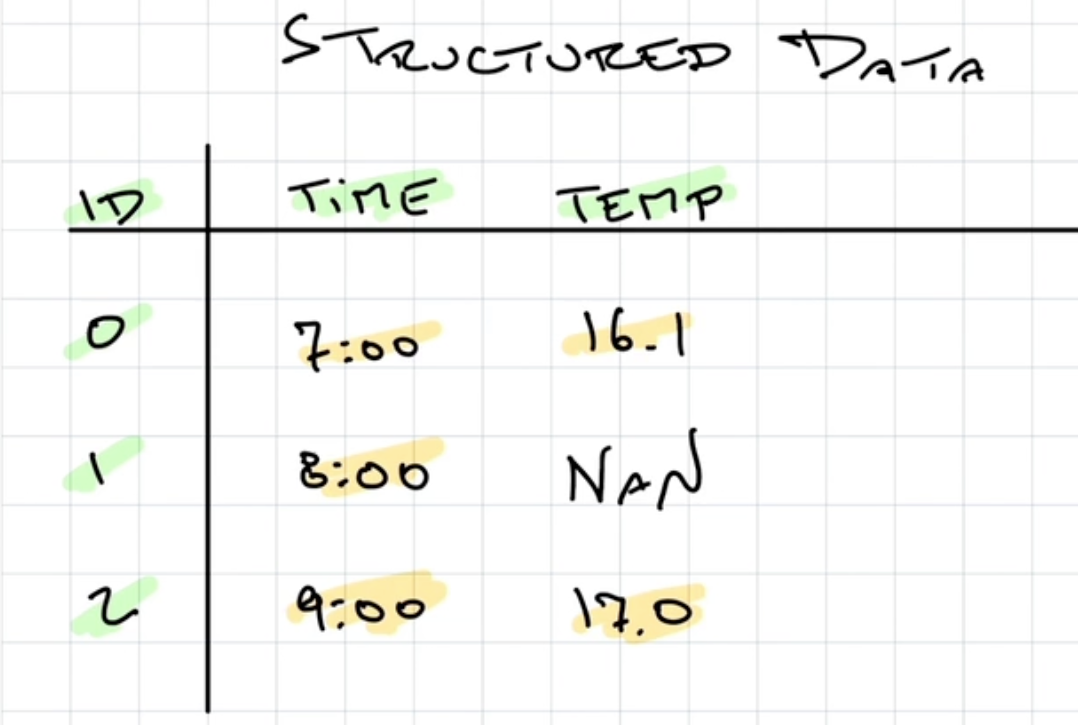 STRUCTURED DATA
ID TiME TEMP
0 7:00 16.1
1 8:00 NAN
2 9:00 17.0